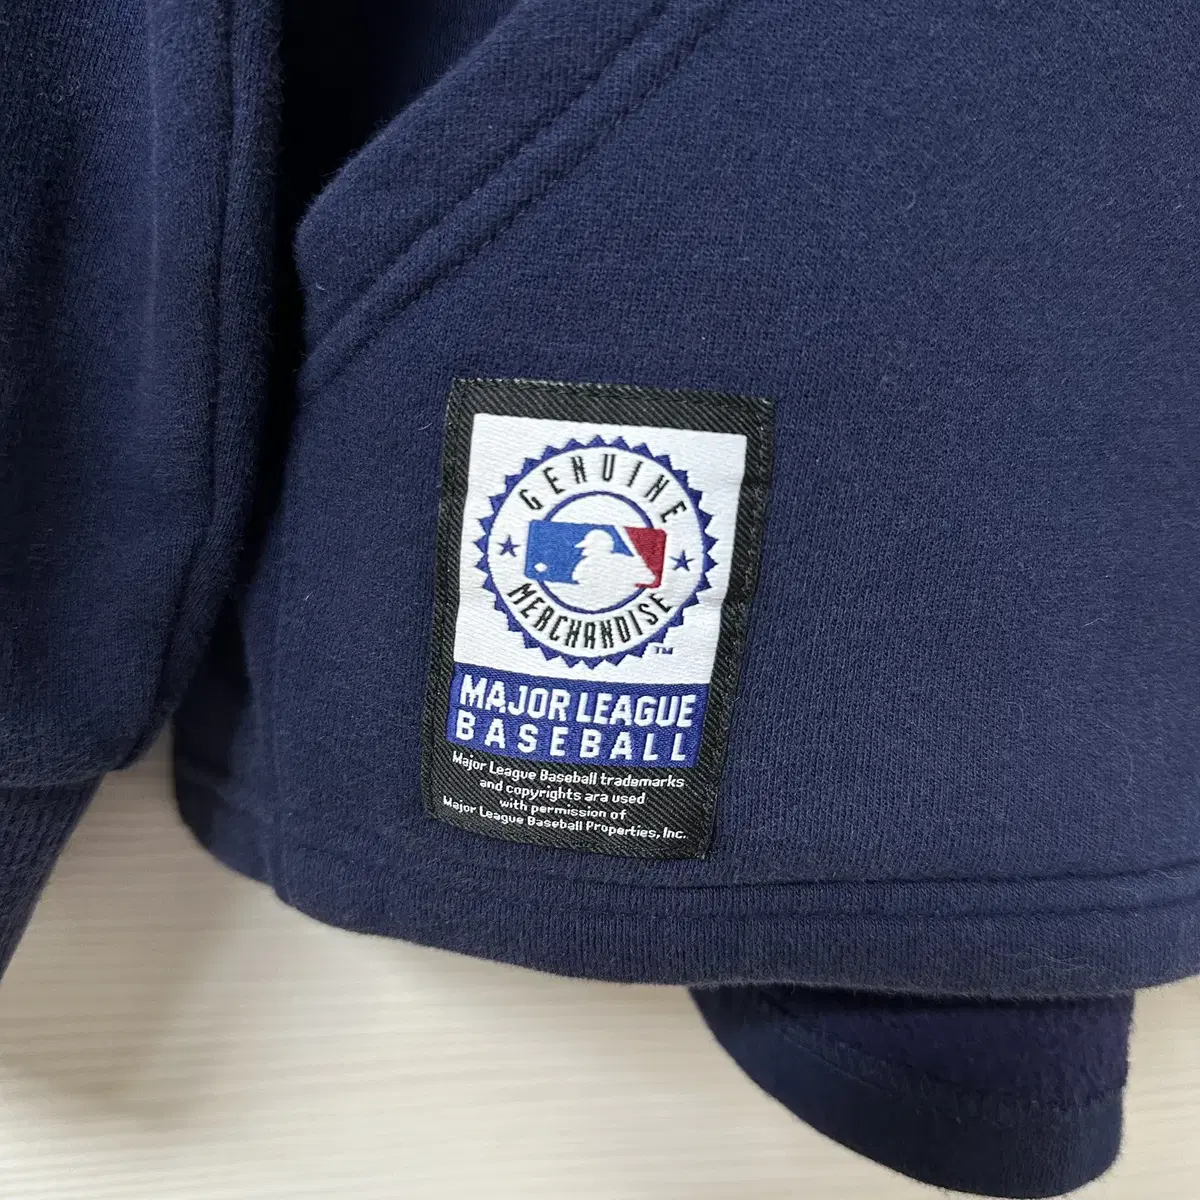 GENUINE
MERCHANDISE
TM
MAJOR LEAGUE
BASEBALL
Major League Baseball trademarks
and copyrights ara used
with permission of
Major League Baseball Properties, Inc.